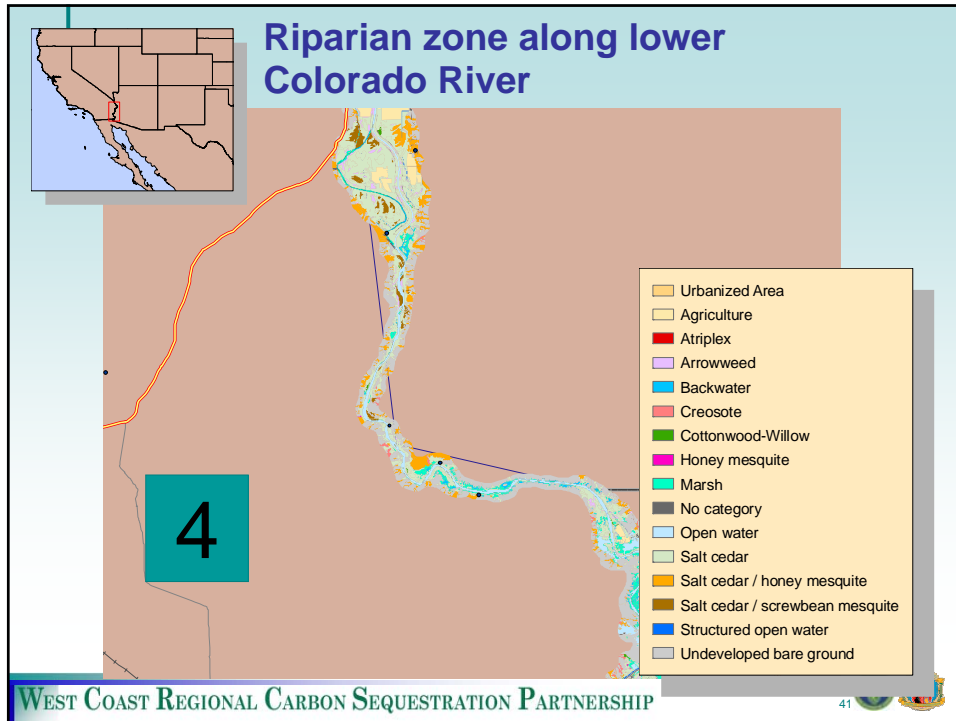 Riparian zone along lower
Colorado River
Urbanized Area
Agriculture
Atriplex
Arrowweed
Backwater
Creosote
Cottonwood-Willow
Honey mesquite
Marsh
No category
Open water
Salt cedar
Salt cedar / honey mesquite
Salt cedar / screwbean mesquite
Structured open water
Undeveloped bare ground
4
WEST COAST REGIONAL CARBON SEQUESTRATION PARTNERSHIP
41